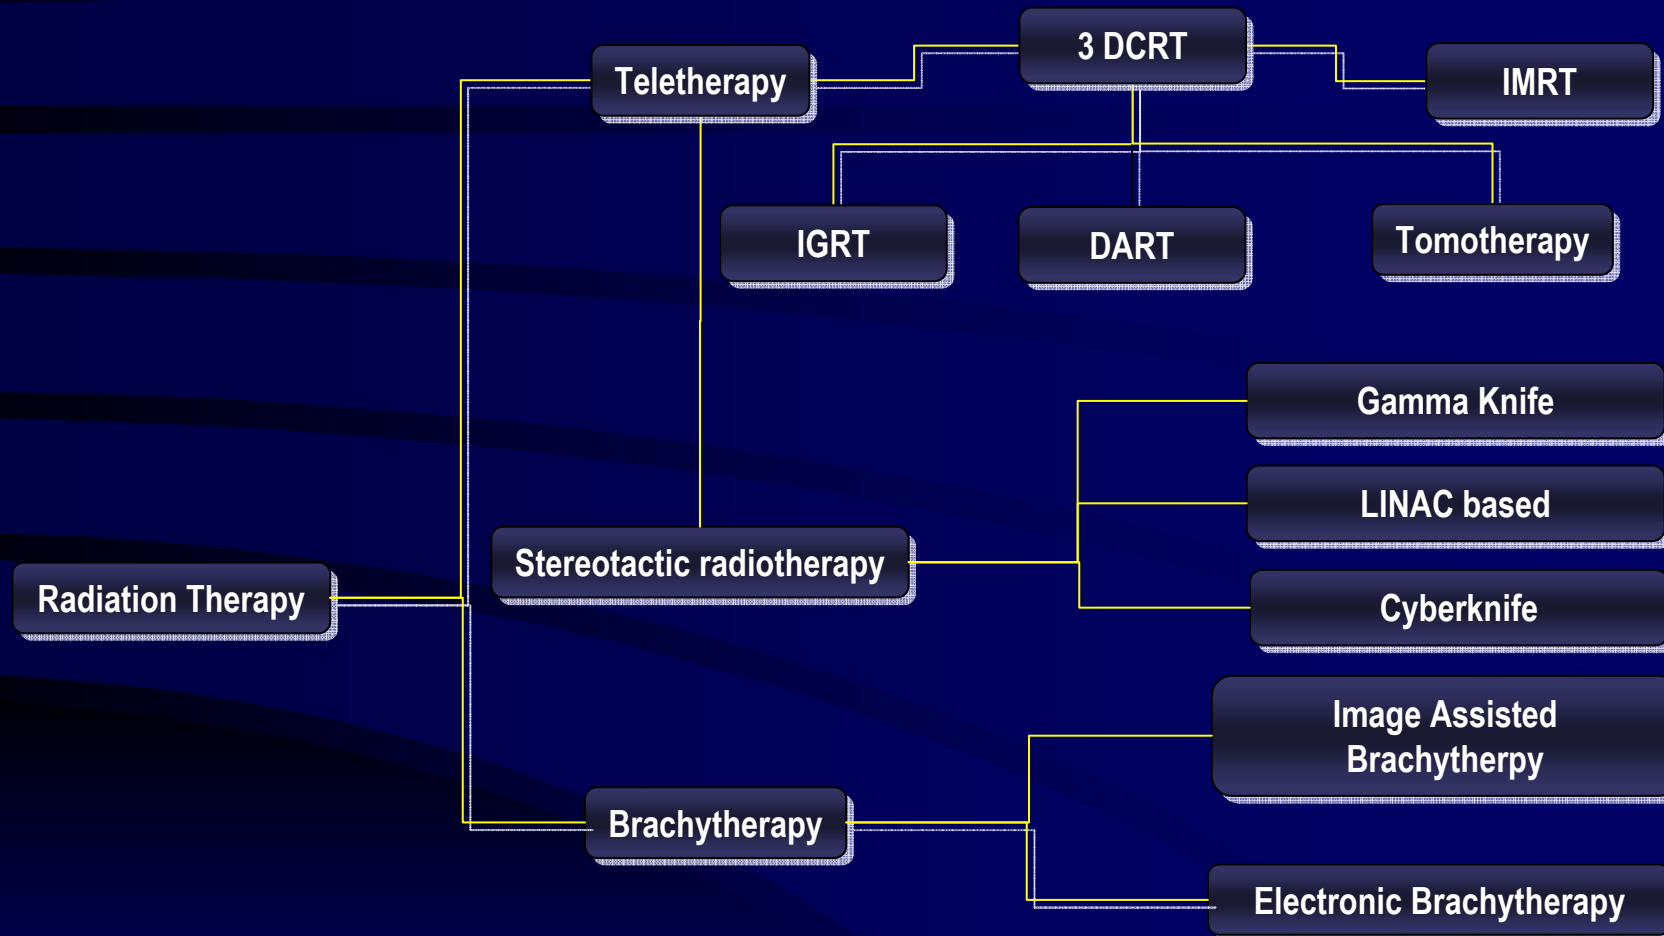 3 DCRT
Teletherapy
IMRT
IGRT
DART
Tomotherapy
Gamma Knife
LINAC based
Stereotactic radiotherapy
Radiation Therapy
Cyberknife
Image Assisted
Brachytherpy
Brachytherapy
Electronic Brachytherapy